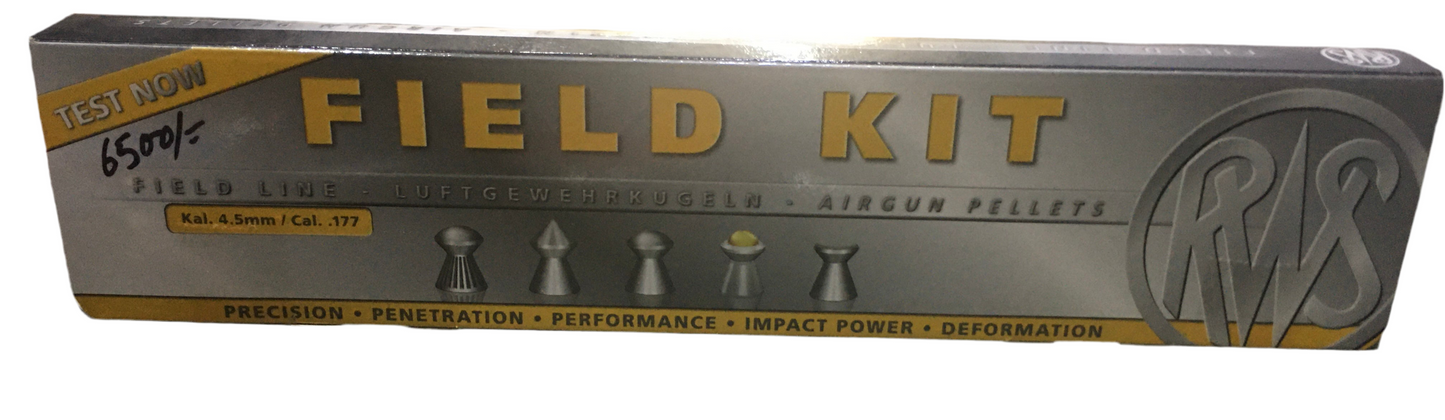 TEST NOW
6500/=
FIELD KIT
FIELD LINE - LUFTGEWEHRKUGELN - AIRGUN PELLETS
Kal. 4.5mm / Cal. .177
RWS
PRECISION • PENETRATION • PERFORMANCE • IMPACT POWER • DEFORMATION